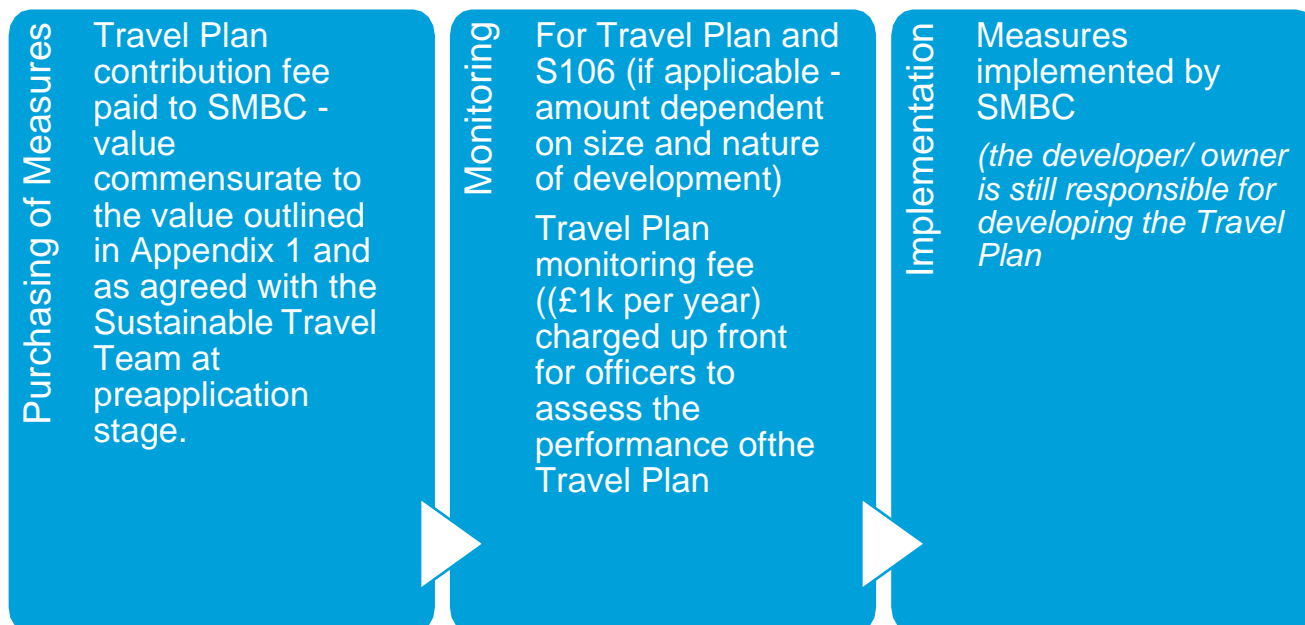 Purchasing of Measures
Travel Plan
contribution fee
paid to SMBC -
value
commensurate to
the value outlined
in Appendix 1 and
as agreed with the
Sustainable Travel
Team at
preapplication
stage.
Monitoring
For Travel Plan and
S106 (if applicable -
amount dependent
on size and nature
of development)
Travel Plan
monitoring fee
((£1k per year)
charged up front
for officers to
assess the
performance ofthe
Travel Plan
Implementation
Measures
implemented by
SMBC
(the developer/ owner
is still responsible for
developing the Travel
Plan